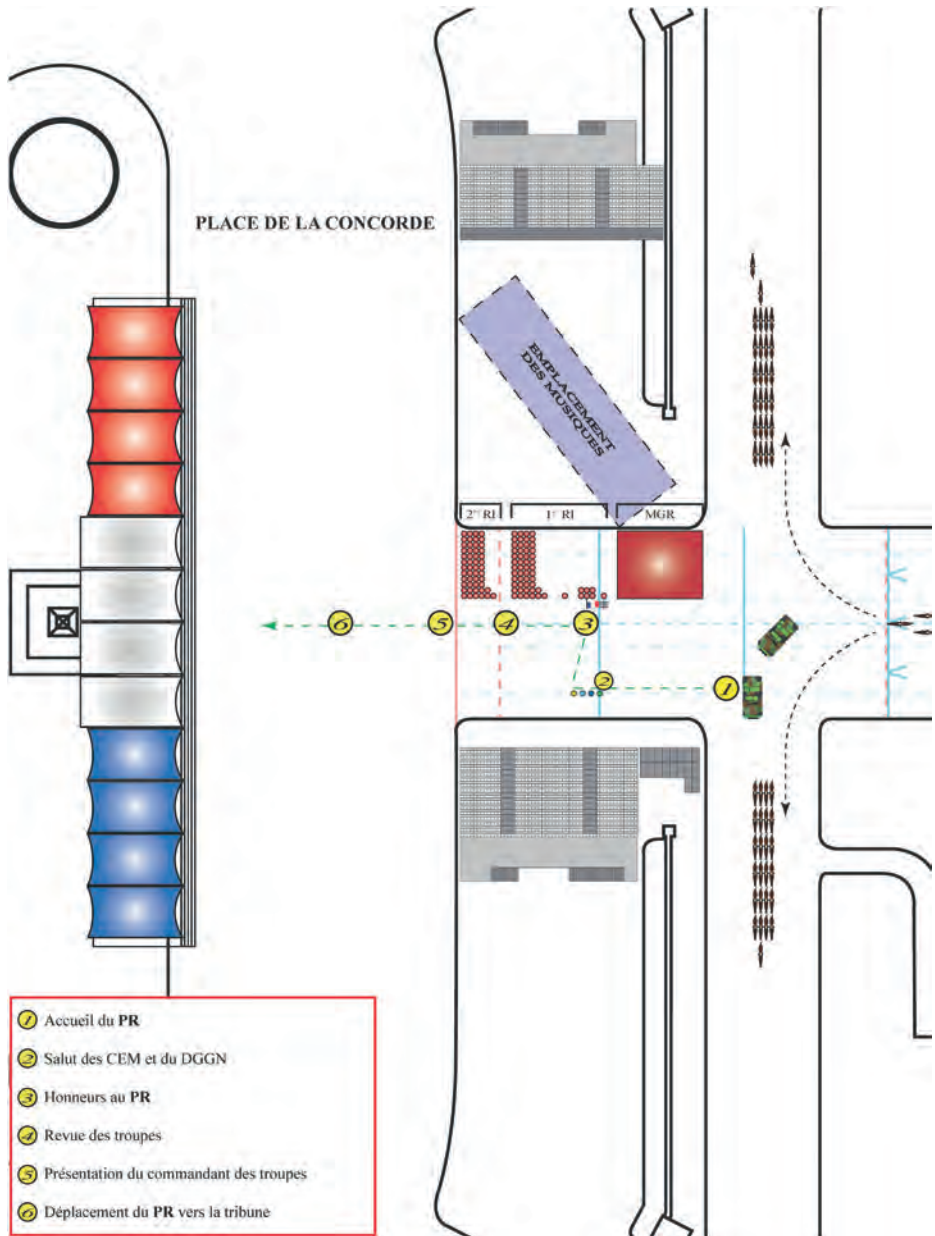 PLACE DE LA CONCORDE
EMPLACEMENT
DES MUSIQUES
2ème RI
1er RI
MGR
6
5
4
3
2
1
1 Accueil du PR
2 Salut des CEM et du DGGN
3 Honneurs au PR
4 Revue des troupes
5 Présentation du commandant des troupes
6 Déplacement du PR vers la tribune